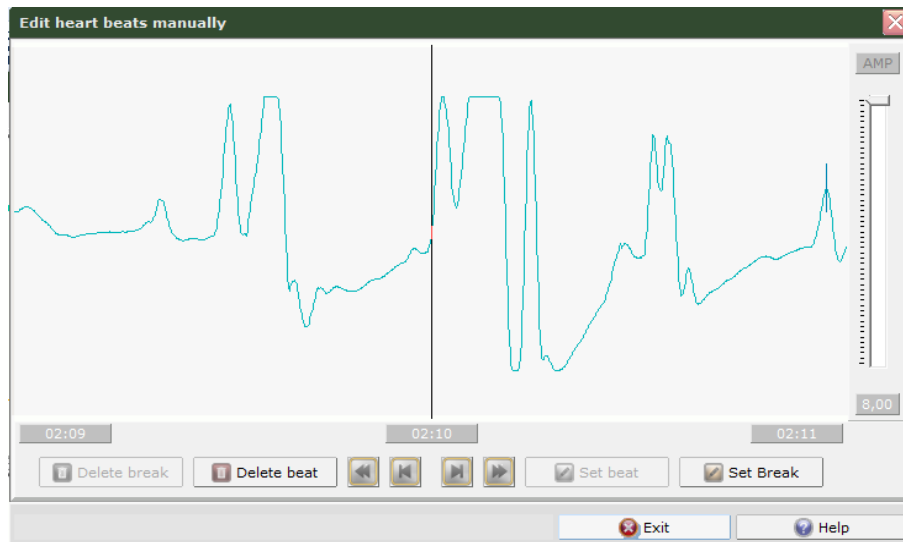 Edit heart beats manually
AMP
8,00
02:09
02:10
02:11
Delete break
Delete beat
Set beat
Set Break
Exit
Help